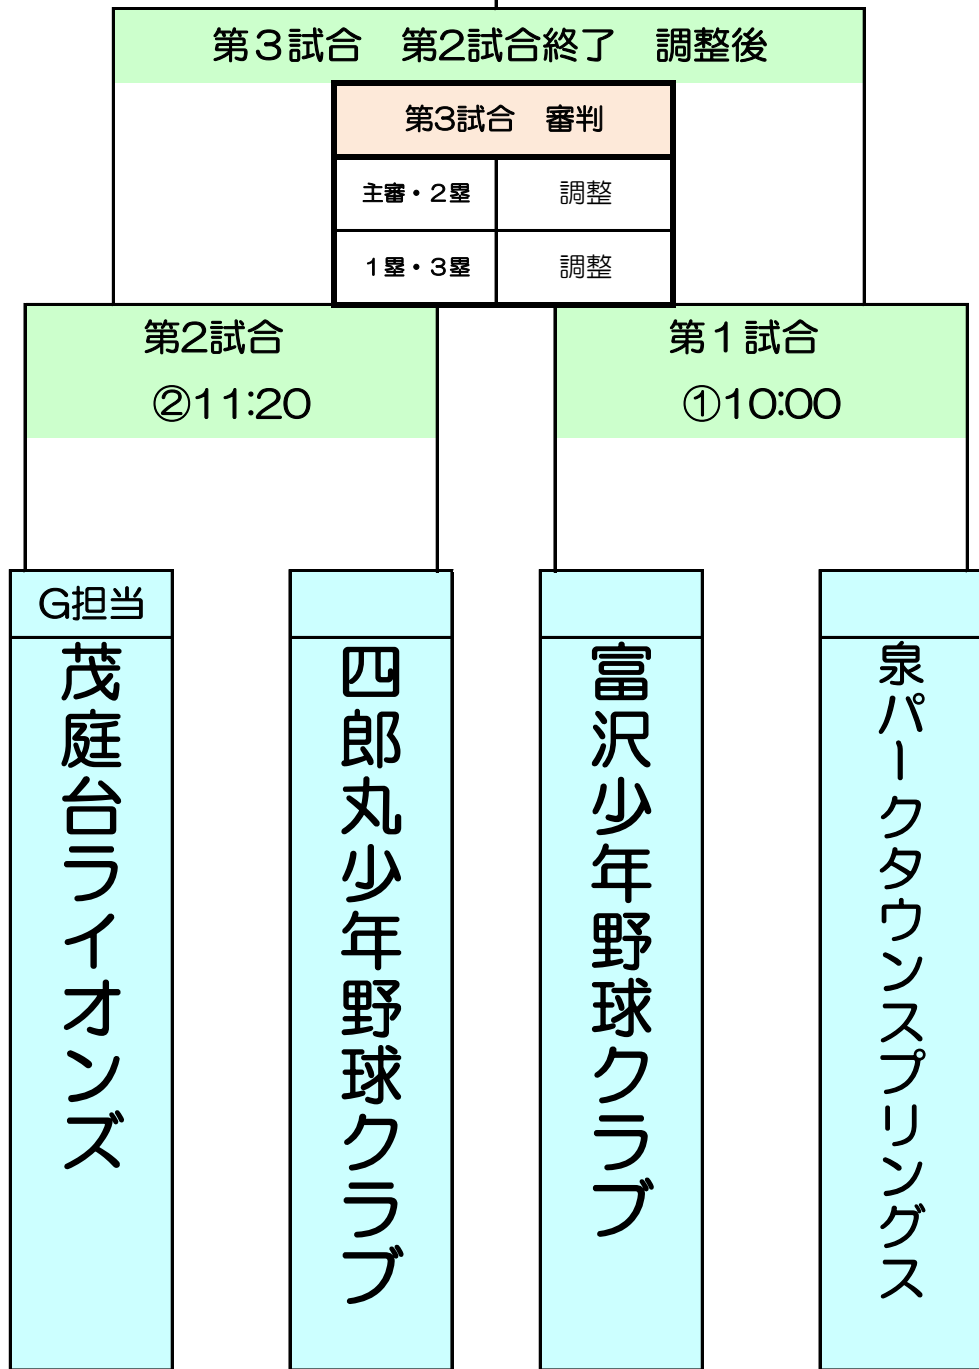 第３試合　第2試合終了　調整後
第3試合　審判
主審・２塁
調整
１塁・３塁
調整
第2試合
②11:20
第１試合
①10:00
G担当
茂庭台ライオンズ
四郎丸少年野球クラブ
富沢少年野球クラブ
泉パークタウンスプリングス